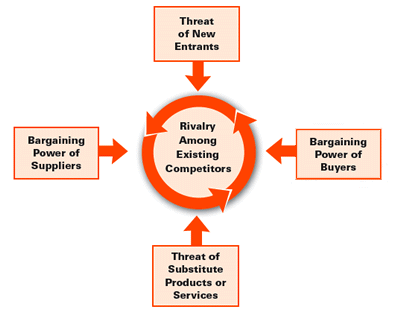 Threat
of New
Entrants
Bargaining
Power of
Suppliers
Rivalry
Among
Existing
Competitors
Bargaining
Power of
Buyers
Threat of
Substitute
Products or
Services